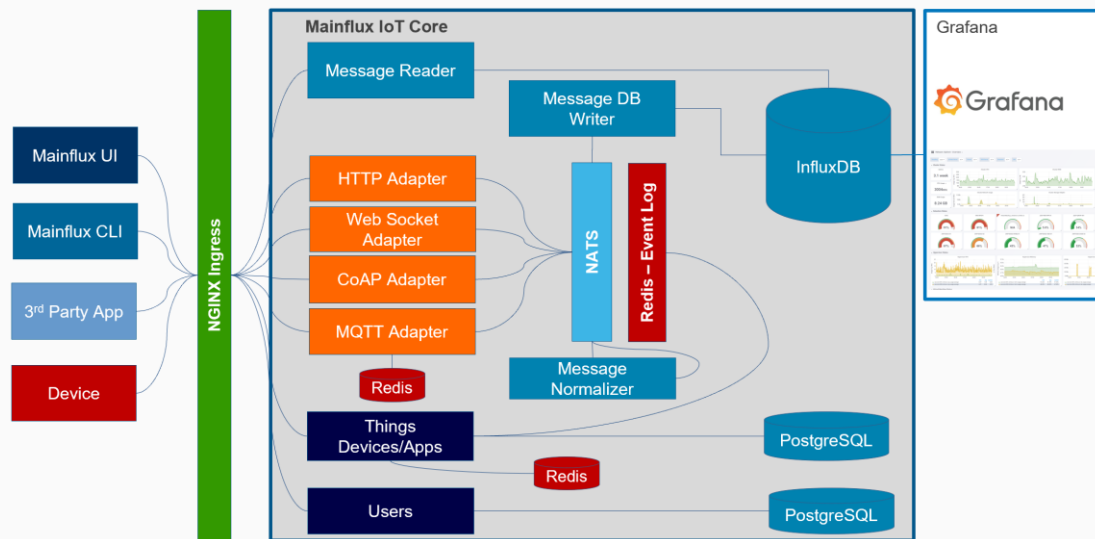 Mainflux IoT Core
Grafana
Message Reader
Message DB
Writer
Grafana
Mainflux UI
HTTP Adapter
InfluxDB
Web Socket
Adapter
Mainflux CLI
NGINX Ingress
NATS
Redis – Event Log
CoAP Adapter
3rd Party App
MQTT Adapter
Device
Redis
Message
Normalizer
Things
Devices/Apps
PostgreSQL
Redis
Users
PostgreSQL